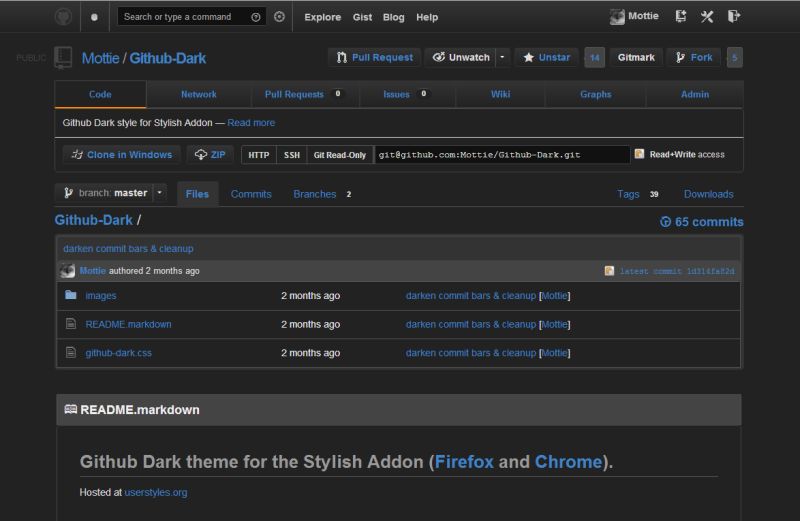 Search or type a command Explore Gist Blog Help Mottie
PUBLIC Mottie / Github-Dark Pull Request Unwatch Unstar 14 Gitmark Fork 5
Code Network Pull Requests 0 Issues 0 Wiki Graphs Admin
Github Dark style for Stylish Addon — Read more
Clone in Windows ZIP HTTP SSH Git Read-Only git@github.com:Mottie/Github-Dark.git Read+Write access
branch: master Files Commits Branches 2 Tags 39 Downloads
Github-Dark / 65 commits
darken commit bars & cleanup
Mottie authored 2 months ago latest commit 1d314fa82d
images 2 months ago darken commit bars & cleanup [Mottie]
README.markdown 2 months ago darken commit bars & cleanup [Mottie]
github-dark.css 2 months ago darken commit bars & cleanup [Mottie]
README.markdown
Github Dark theme for the Stylish Addon (Firefox and Chrome).
Hosted at userstyles.org